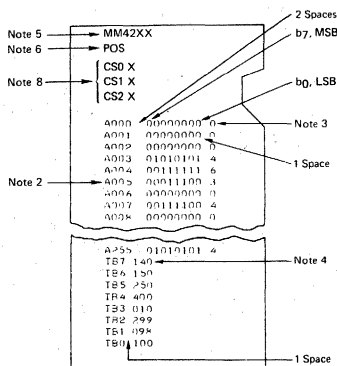 2 Spaces
Note 5 MM42XX b7, MSB
Note 6 POS
CS0 X b0, LSB
Note 8 CS1 X
CS2 X
A000 00000000 0 Note 3
A001 00000000 0
A002 00000000 0
A003 01010101 4 1 Space
A004 00111111 6
Note 2 A005 00011100 3
A006 00000000 0
A007 00111100 4
A008 00000000 0
A255 01010101 4
TB7 140 Note 4
TB6 150
TB5 250
TB4 400
TB3 010
TB2 299
TB1 098
TB0 100
1 Space